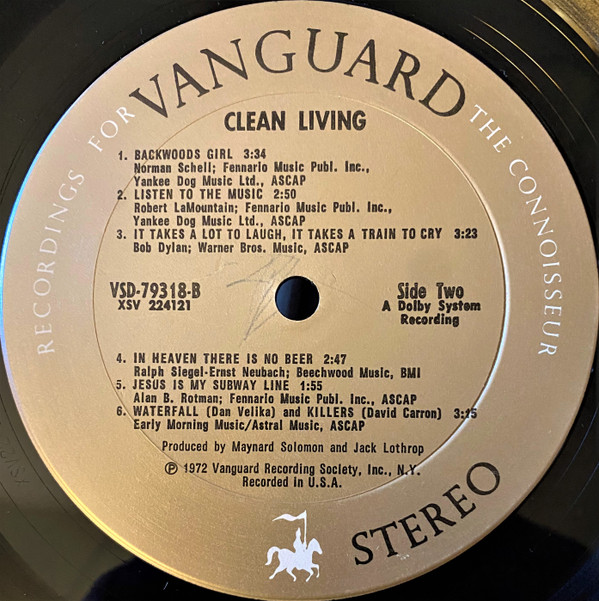 RECORDINGS FOR VANGUARD THE CONNOISSEUR
CLEAN LIVING
1. BACKWOODS GIRL 3:34
Norman Schell; Fennario Music Publ. Inc.,
Yankee Dog Music Ltd., ASCAP
2. LISTEN TO THE MUSIC 2:50
Robert LaMountain; Fennario Music Publ. Inc.,
Yankee Dog Music Ltd., ASCAP
3. IT TAKES A LOT TO LAUGH, IT TAKES A TRAIN TO CRY 3:23
Bob Dylan; Warner Bros. Music, ASCAP
VSD-79318-B
XSV 224121
Side Two
A Dolby System
Recording
4. IN HEAVEN THERE IS NO BEER 2:47
Ralph Siegel-Ernst Neubach; Beechwood Music, BMI
5. JESUS IS MY SUBWAY LINE 1:55
Alan B. Rotman; Fennario Music Publ. Inc., ASCAP
6. WATERFALL (Dan Velika) and KILLERS (David Carron) 3:15
Early Morning Music/Astral Music, ASCAP
Produced by Maynard Solomon and Jack Lothrop
℗ 1972 Vanguard Recording Society, Inc., N.Y.
Recorded in U.S.A.
STEREO